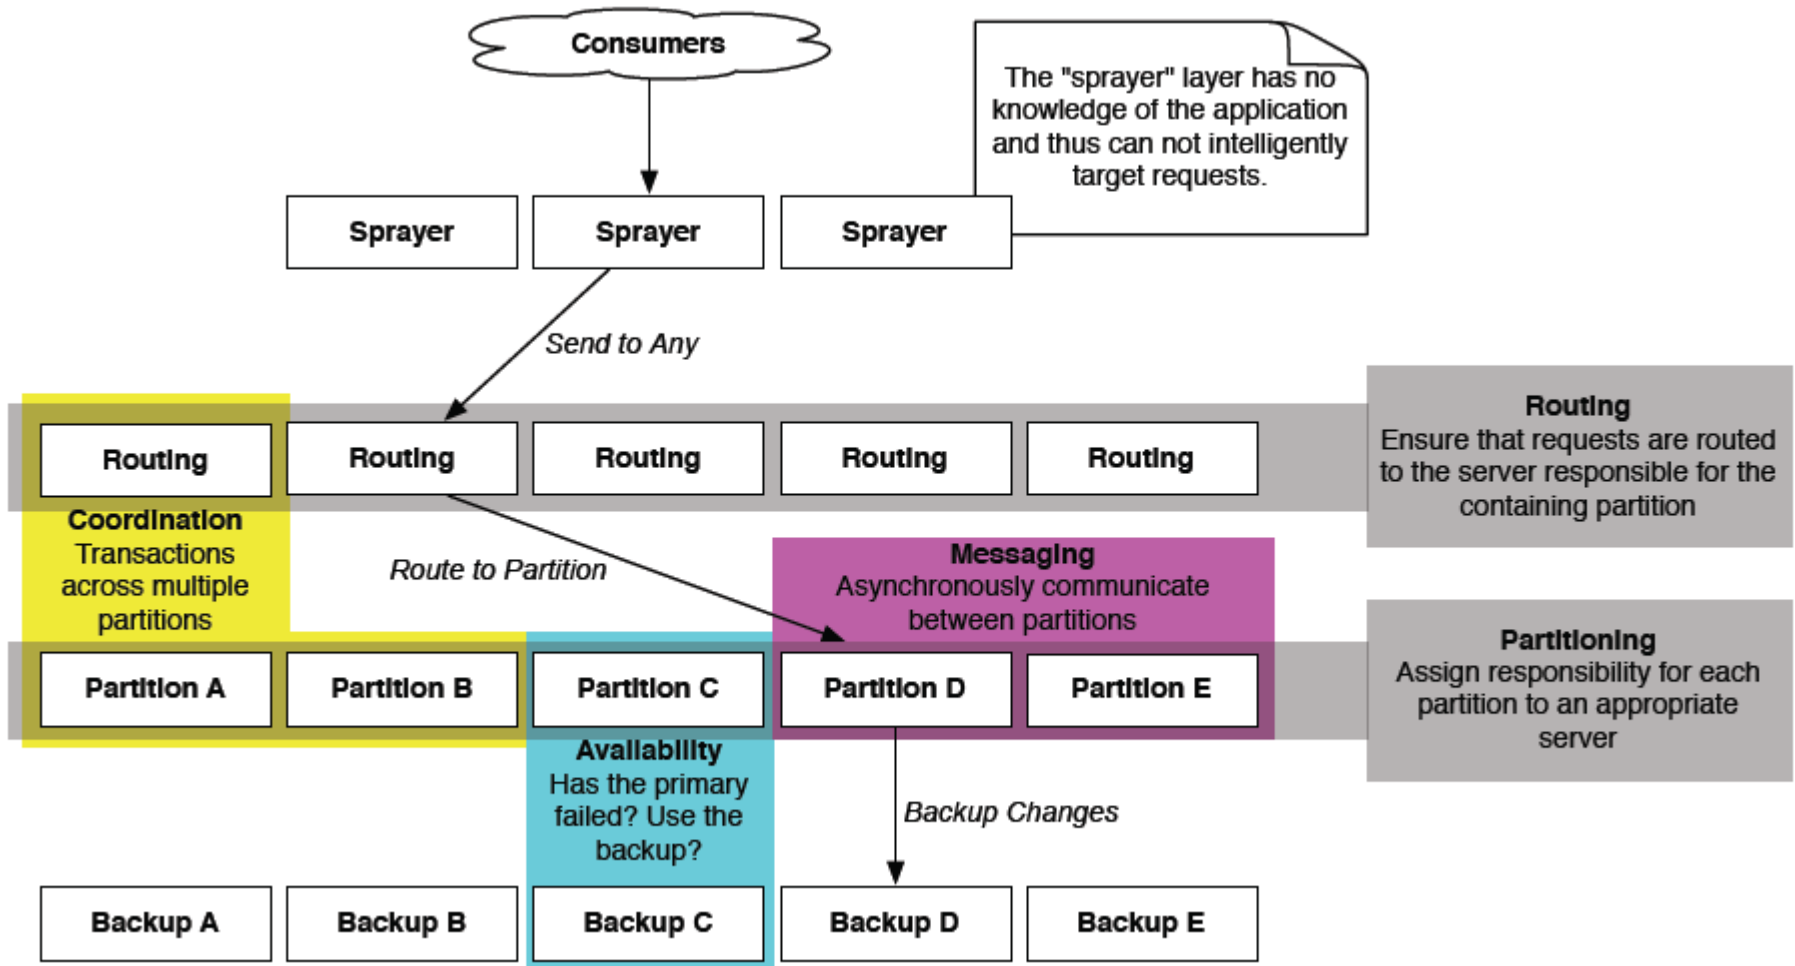 Consumers
The "sprayer" layer has no
knowledge of the application
and thus can not intelligently
target requests.
Sprayer
Sprayer
Sprayer
Send to Any
Routing
Ensure that requests are routed
to the server responsible for the
containing partition
Routing
Routing
Routing
Routing
Routing
Coordination
Transactions
across multiple
partitions
Route to Partition
Messaging
Asynchronously communicate
between partitions
Partitioning
Assign responsibility for each
partition to an appropriate
server
Partition A
Partition B
Partition C
Partition D
Partition E
Availability
Has the primary
failed? Use the
backup?
Backup Changes
Backup A
Backup B
Backup C
Backup D
Backup E